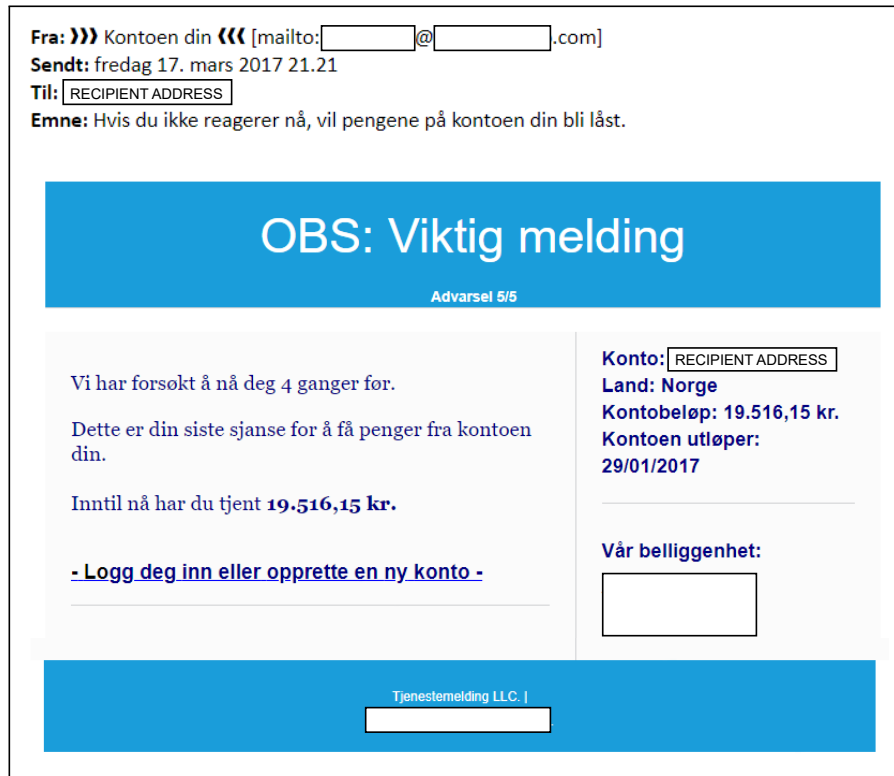 Fra: ❫❫❫ Kontoen din ❪❪❪ [mailto: @ .com]
Sendt: fredag 17. mars 2017 21.21
Til: RECIPIENT ADDRESS
Emne: Hvis du ikke reagerer nå, vil pengene på kontoen din bli låst.
OBS: Viktig melding
Advarsel 5/5
Vi har forsøkt å nå deg 4 ganger før.
Dette er din siste sjanse for å få penger fra kontoen
din.
Inntil nå har du tjent 19.516,15 kr.
- Logg deg inn eller opprette en ny konto -
Konto: RECIPIENT ADDRESS
Land: Norge
Kontobeløp: 19.516,15 kr.
Kontoen utløper:
29/01/2017
Vår belliggenhet:
Tjenestemelding LLC. |
.